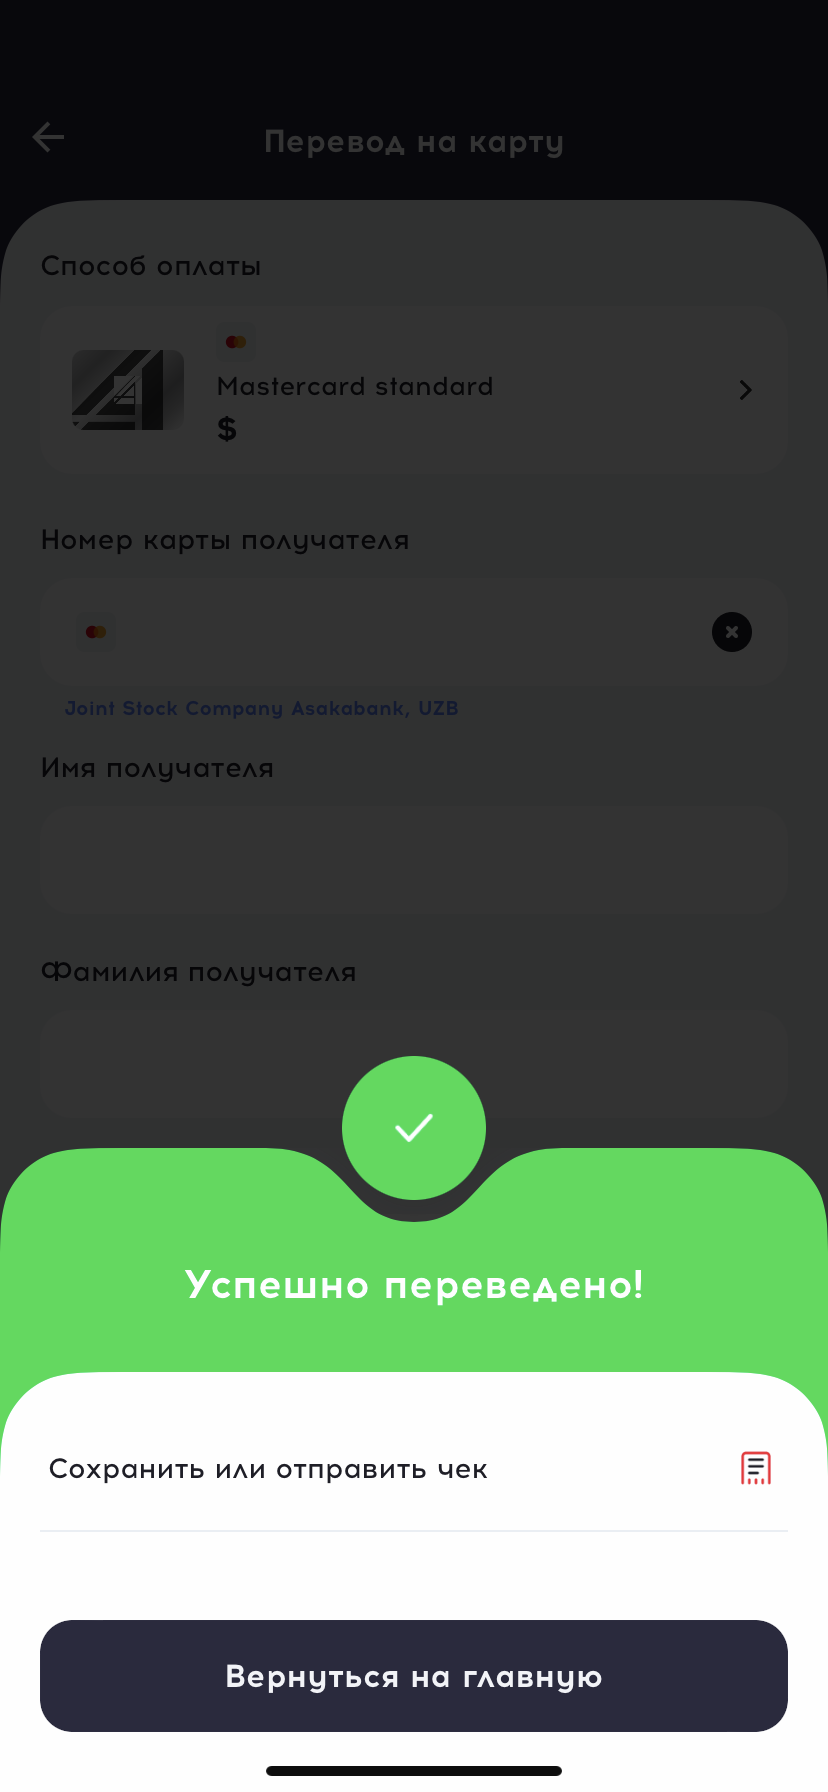 Перевод на карту
Способ оплаты
Mastercard standard
$
Номер карты получателя
Joint Stock Company Asakabank, UZB
Имя получателя
Фамилия получателя
Успешно переведено!
Сохранить или отправить чек
Вернуться на главную